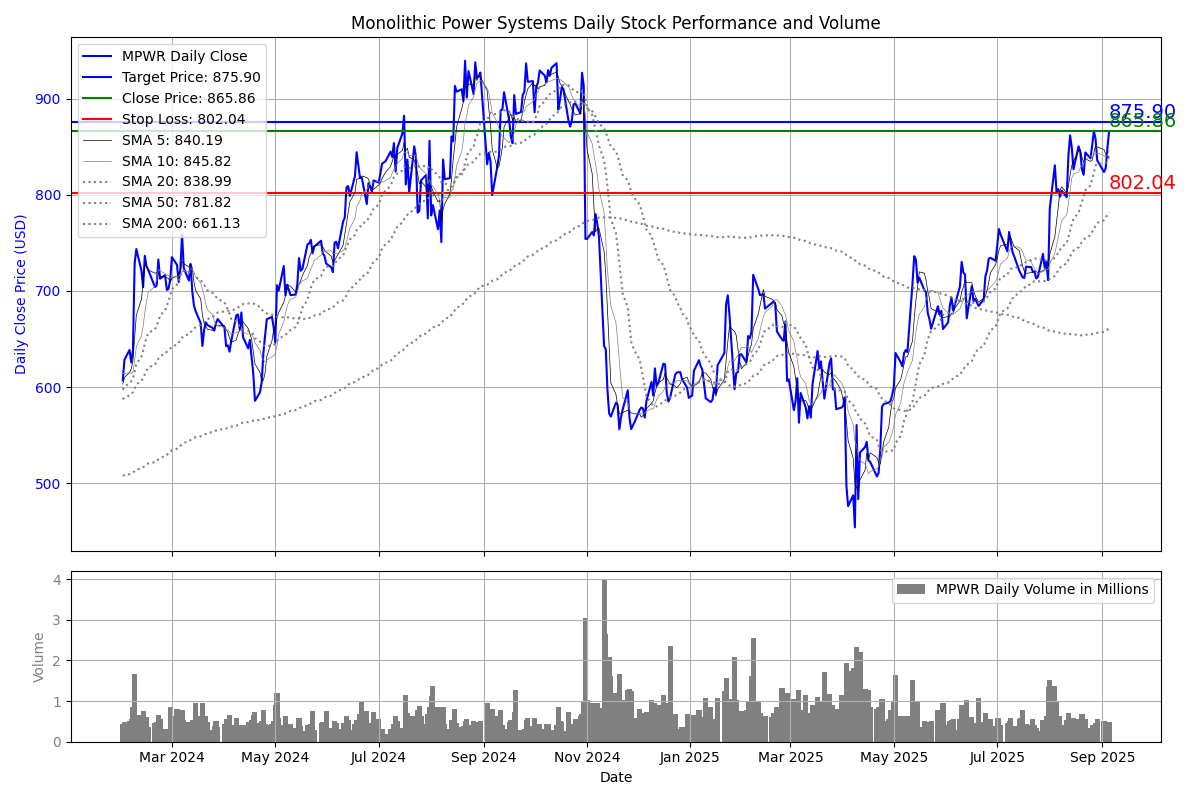 Monolithic Power Systems Daily Stock Performance and Volume
MPWR Daily Close
Target Price: 875.90
Close Price: 865.86
Stop Loss: 802.04
SMA 5: 840.19
SMA 10: 845.82
SMA 20: 838.99
SMA 50: 781.82
SMA 200: 661.13
875.90
865.86
802.04
900
800
700
600
500
Daily Close Price (USD)
MPWR Daily Volume in Millions
4
3
2
1
0
Volume
Mar 2024 May 2024 Jul 2024 Sep 2024 Nov 2024 Jan 2025 Mar 2025 May 2025 Jul 2025 Sep 2025
Date